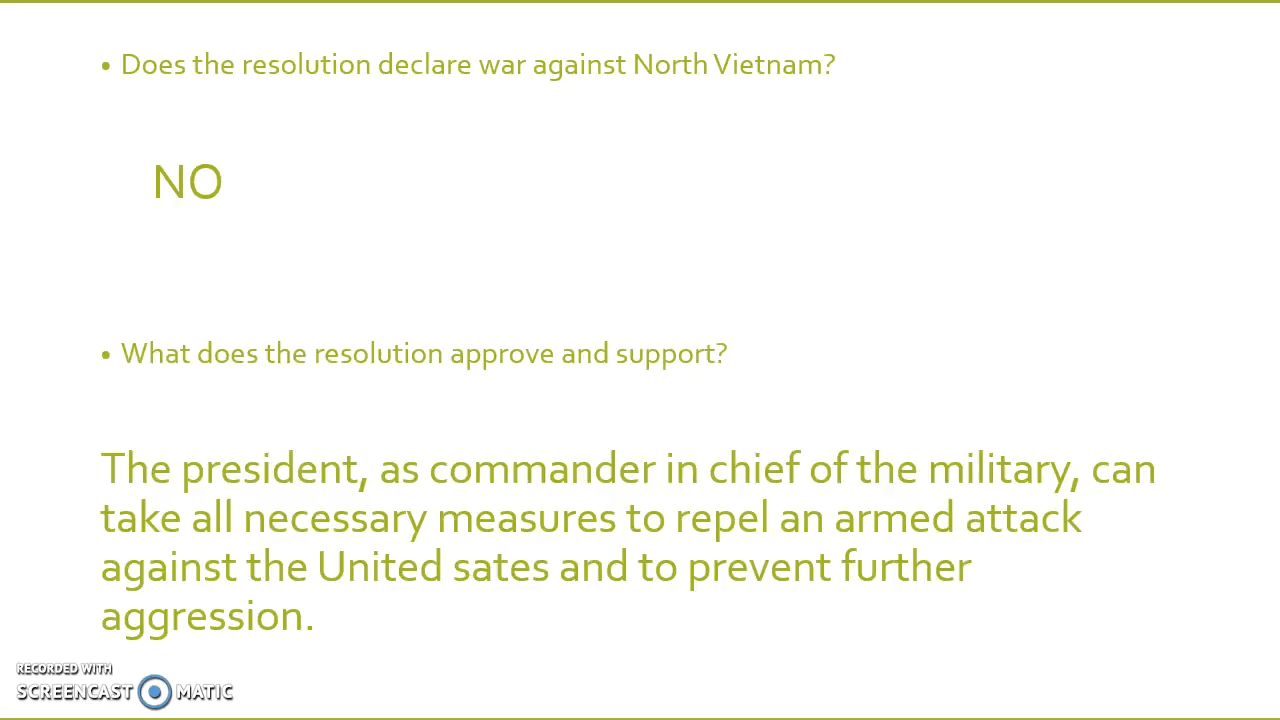 • Does the resolution declare war against North Vietnam?
NO
• What does the resolution approve and support?
The president, as commander in chief of the military, can
take all necessary measures to repel an armed attack
against the United sates and to prevent further
aggression.
RECORDED WITH
SCREENCAST MATIC